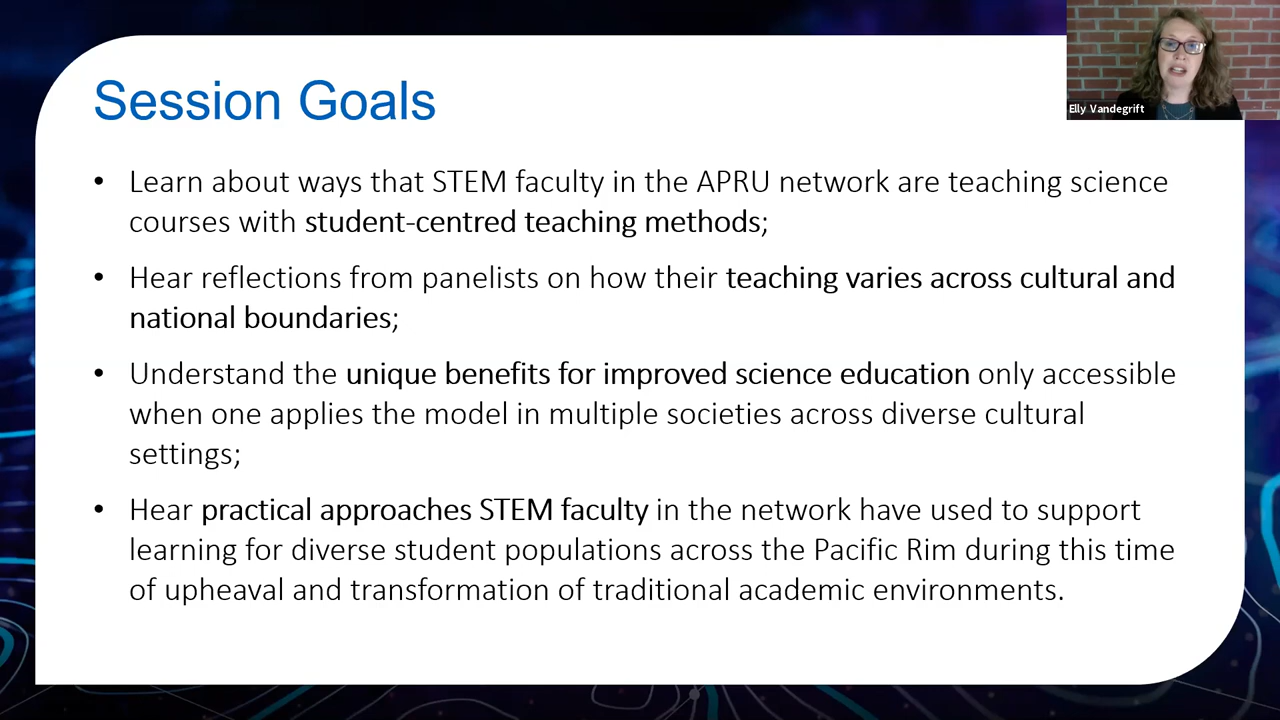 Session Goals
Elly Vandegrift
• Learn about ways that STEM faculty in the APRU network are teaching science
courses with student-centred teaching methods;
• Hear reflections from panelists on how their teaching varies across cultural and
national boundaries;
• Understand the unique benefits for improved science education only accessible
when one applies the model in multiple societies across diverse cultural
settings;
• Hear practical approaches STEM faculty in the network have used to support
learning for diverse student populations across the Pacific Rim during this time
of upheaval and transformation of traditional academic environments.